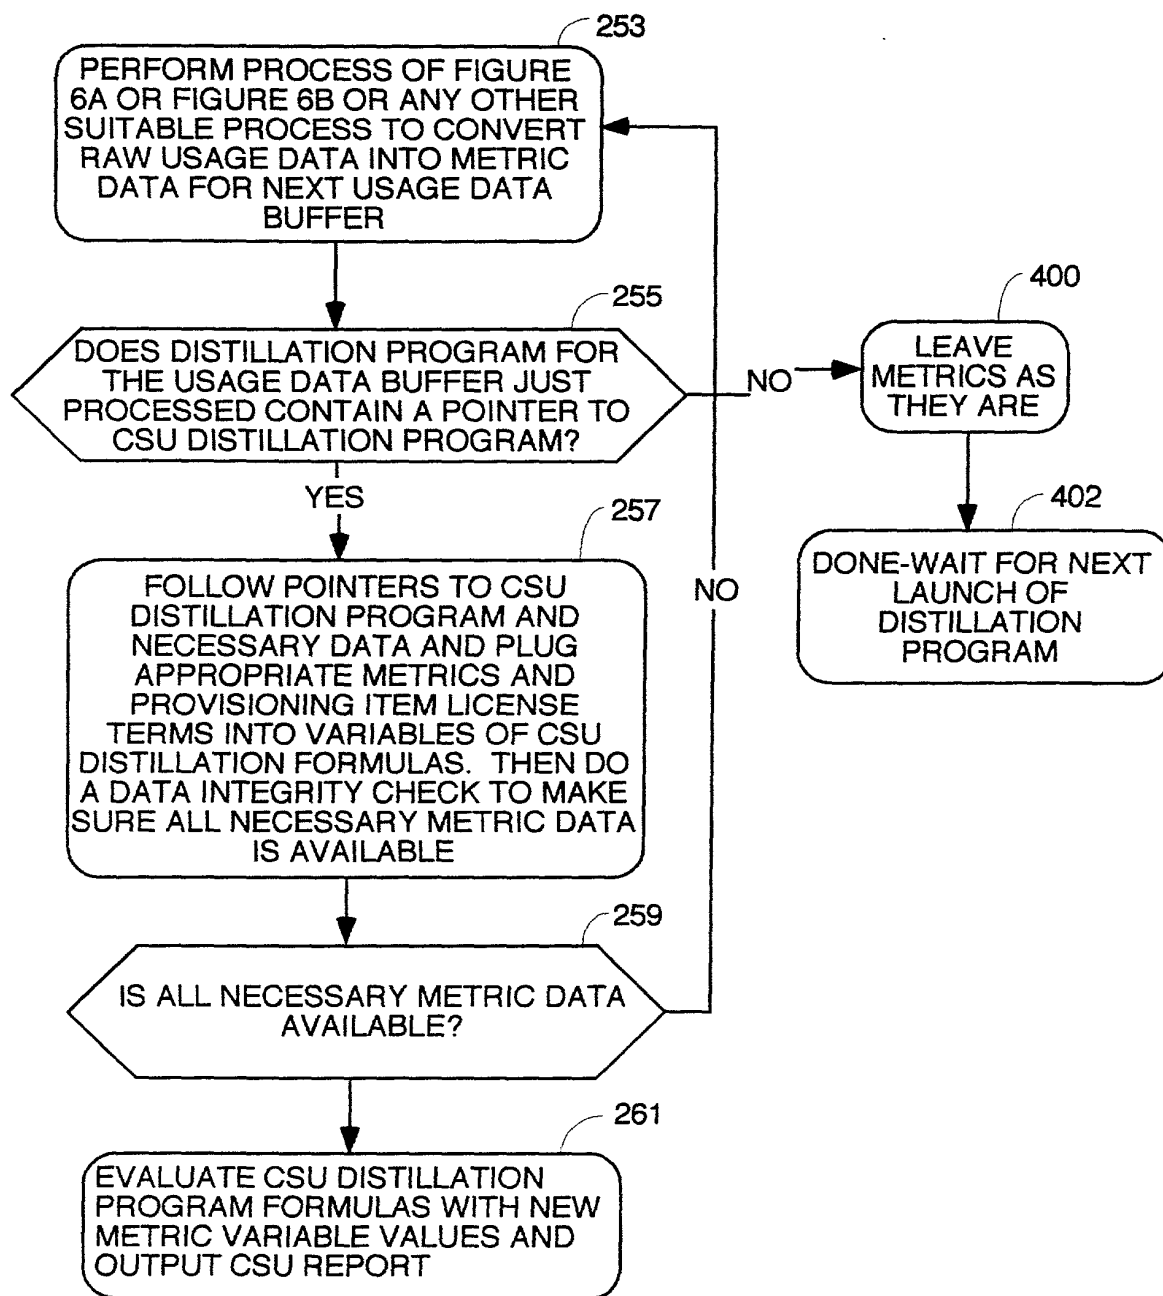 253
PERFORM PROCESS OF FIGURE
6A OR FIGURE 6B OR ANY OTHER
SUITABLE PROCESS TO CONVERT
RAW USAGE DATA INTO METRIC
DATA FOR NEXT USAGE DATA
BUFFER
255
DOES DISTILLATION PROGRAM FOR
THE USAGE DATA BUFFER JUST
PROCESSED CONTAIN A POINTER TO
CSU DISTILLATION PROGRAM?
NO
400
LEAVE
METRICS AS
THEY ARE
402
DONE-WAIT FOR NEXT
LAUNCH OF
DISTILLATION
PROGRAM
YES
257
FOLLOW POINTERS TO CSU
DISTILLATION PROGRAM AND
NECESSARY DATA AND PLUG
APPROPRIATE METRICS AND
PROVISIONING ITEM LICENSE
TERMS INTO VARIABLES OF CSU
DISTILLATION FORMULAS. THEN DO
A DATA INTEGRITY CHECK TO MAKE
SURE ALL NECESSARY METRIC DATA
IS AVAILABLE
NO
259
IS ALL NECESSARY METRIC DATA
AVAILABLE?
261
EVALUATE CSU DISTILLATION
PROGRAM FORMULAS WITH NEW
METRIC VARIABLE VALUES AND
OUTPUT CSU REPORT